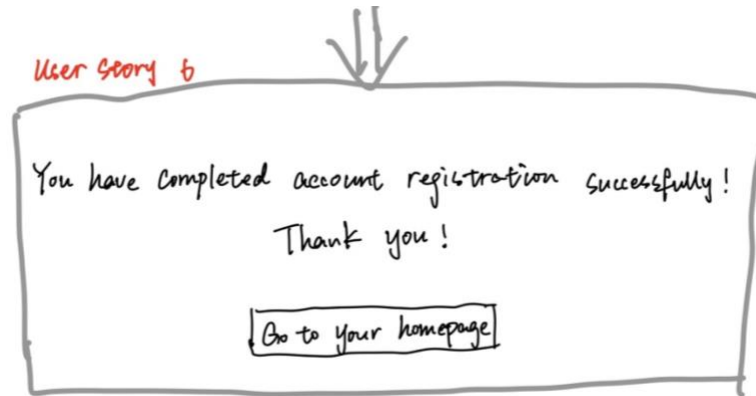 User Story 6
You have completed account registration successfully!
Thank you!
Go to your homepage